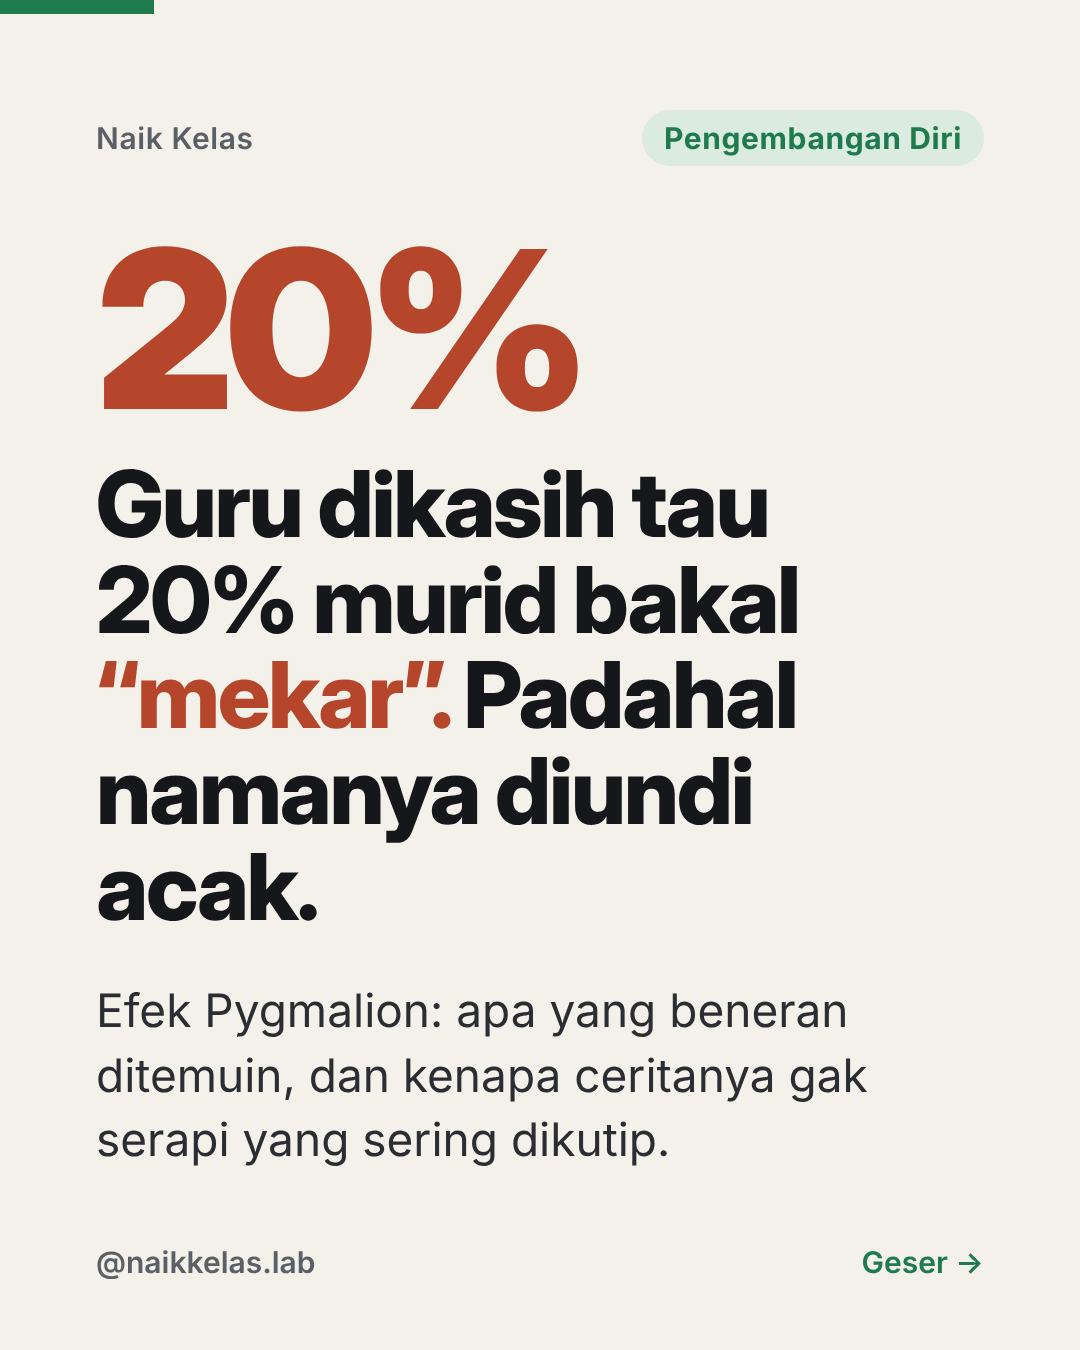 Naik Kelas
Pengembangan Diri
20%
Guru dikasih tau
20% murid bakal
“mekar”. Padahal
namanya diundi
acak.
Efek Pygmalion: apa yang beneran
ditemuin, dan kenapa ceritanya gak
serapi yang sering dikutip.
@naikkelas.lab
Geser →